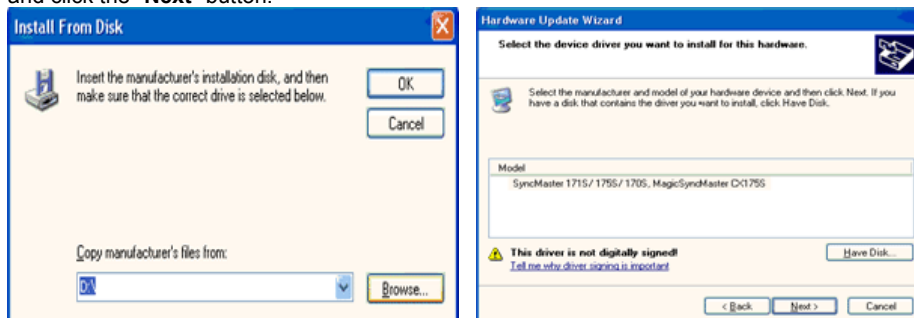 and click the "Next" button.
Install From Disk
Insert the manufacturer's installation disk, and then
make sure that the correct drive is selected below.
OK
Cancel
Copy manufacturer's files from:
D:\
Browse...
Hardware Update Wizard
Select the device driver you want to install for this hardware.
Select the manufacturer and model of your hardware device and then click Next. If you
have a disk that contains the driver you want to install, click Have Disk.
Model
SyncMaster 171S/ 175S/ 170S, MagicSyncMaster CX175S
This driver is not digitally signed!
Tell me why driver signing is important
Have Disk...
< Back
Next >
Cancel